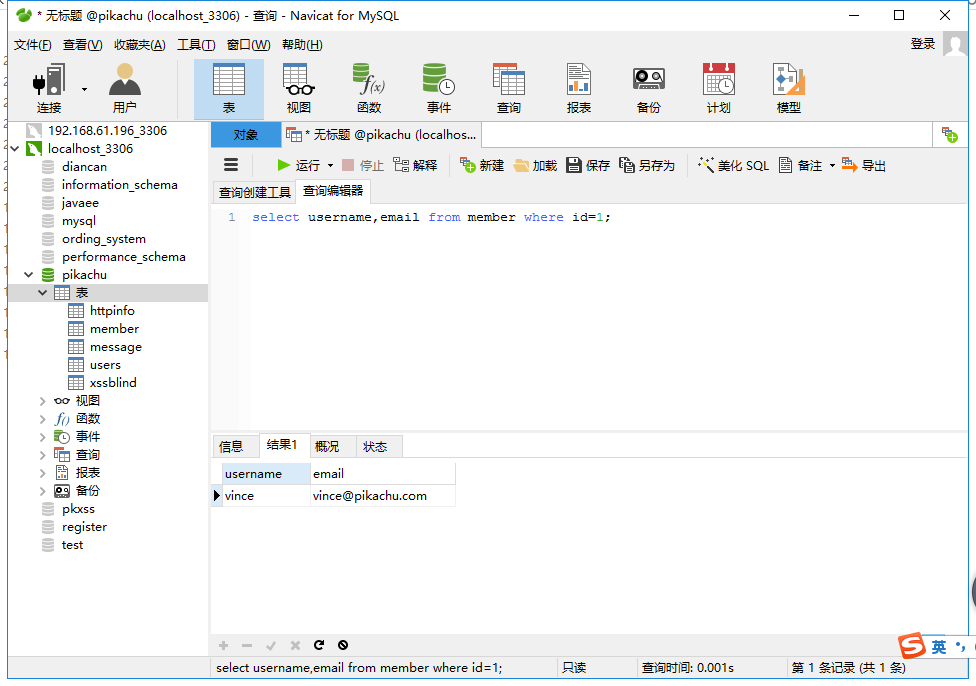 * 无标题 @pikachu (localhost_3306) - 查询 - Navicat for MySQL
文件(F) 查看(V) 收藏夹(A) 工具(T) 窗口(W) 帮助(H) 登录
连接 用户 表 视图 函数 事件 查询 报表 备份 计划 模型
192.168.61.196_3306
localhost_3306
diancan
information_schema
javaee
mysql
ording_system
performance_schema
pikachu
表
httpinfo
member
message
users
xssblind
视图
函数
事件
查询
报表
备份
pkxss
register
test
对象 * 无标题 @pikachu (localhos...
运行 停止 解释 新建 加载 保存 另存为 美化 SQL 备注 导出
查询创建工具 查询编辑器
1 select username,email from member where id=1;
信息 结果1 概况 状态
username email
vince vince@pikachu.com
select username,email from member where id=1; 只读 查询时间: 0.001s 第 1 条记录 (共 1 条)
英